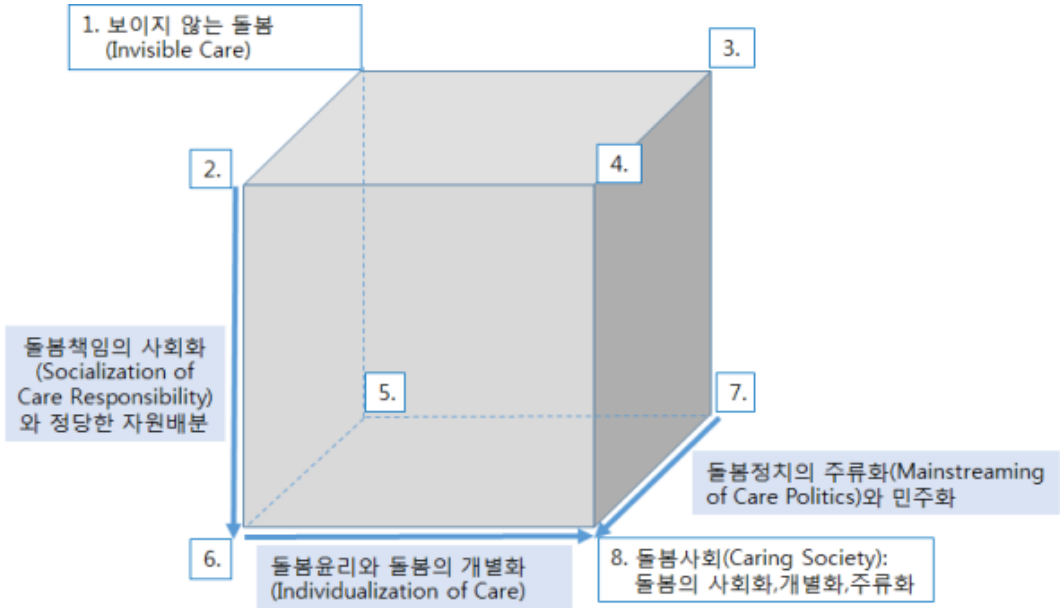 1. 보이지 않는 돌봄
(Invisible Care)
3.
2.
4.
돌봄책임의 사회화
(Socialization of
Care Responsibility)
와 정당한 자원배분
5.
7.
돌봄정치의 주류화(Mainstreaming
of Care Politics)와 민주화
6.
돌봄윤리와 돌봄의 개별화
(Individualization of Care)
8. 돌봄사회(Caring Society):
돌봄의 사회화,개별화,주류화